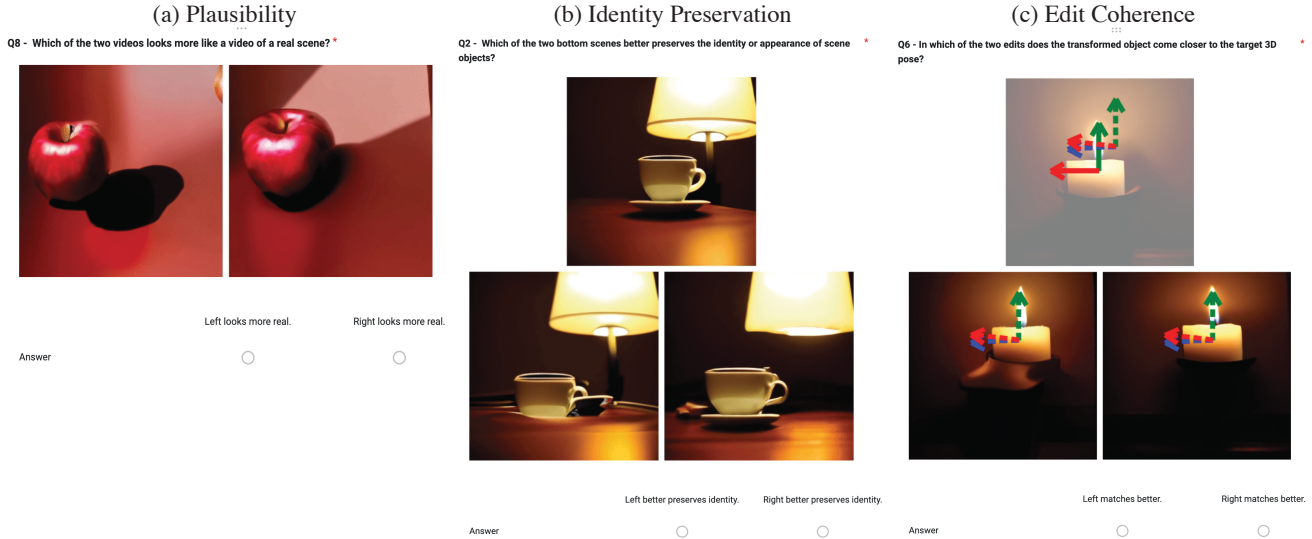 (a) Plausibility
Q8 - Which of the two videos looks more like a video of a real scene? *
Left looks more real.
Right looks more real.
Answer
(b) Identity Preservation
Q2 - Which of the two bottom scenes better preserves the identity or appearance of scene *
objects?
Left better preserves identity.
Right better preserves identity.
Answer
(c) Edit Coherence
Q6 - In which of the two edits does the transformed object come closer to the target 3D *
pose?
Left matches better.
Right matches better.
Answer